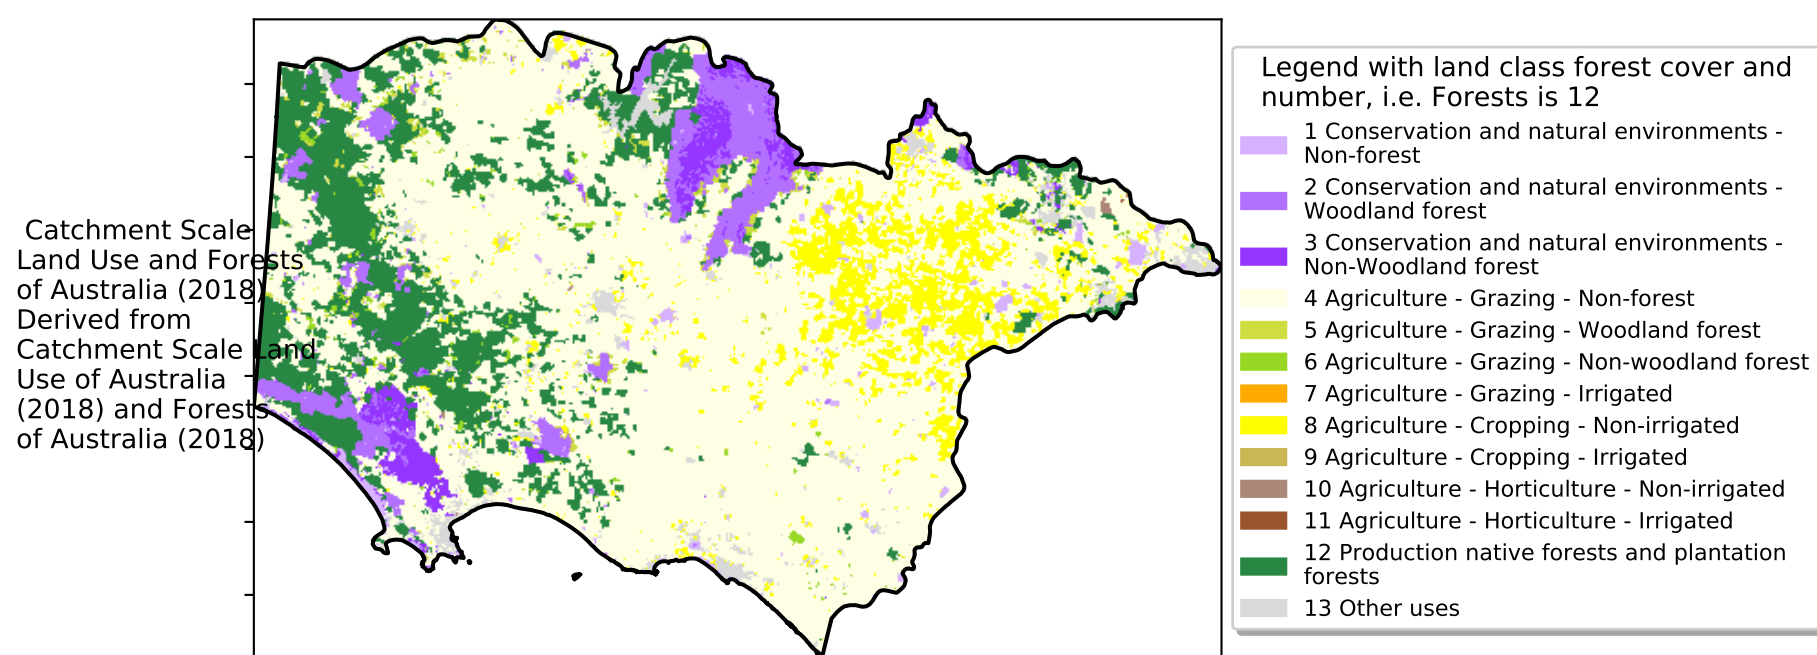 Catchment Scale
Land Use and Forests
of Australia (2018)
Derived from
Catchment Scale Land
Use of Australia
(2018) and Forests
of Australia (2018)
Legend with land class forest cover and
number, i.e. Forests is 12
1 Conservation and natural environments -
Non-forest
2 Conservation and natural environments -
Woodland forest
3 Conservation and natural environments -
Non-Woodland forest
4 Agriculture - Grazing - Non-forest
5 Agriculture - Grazing - Woodland forest
6 Agriculture - Grazing - Non-woodland forest
7 Agriculture - Grazing - Irrigated
8 Agriculture - Cropping - Non-irrigated
9 Agriculture - Cropping - Irrigated
10 Agriculture - Horticulture - Non-irrigated
11 Agriculture - Horticulture - Irrigated
12 Production native forests and plantation
forests
13 Other uses